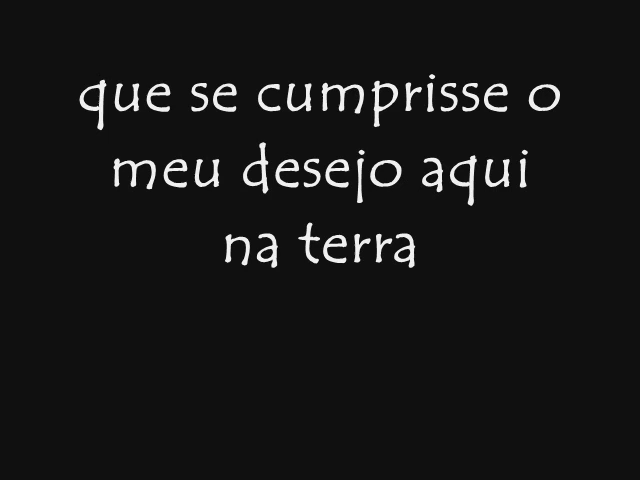 que se cumprisse o
meu desejo aqui
na terra